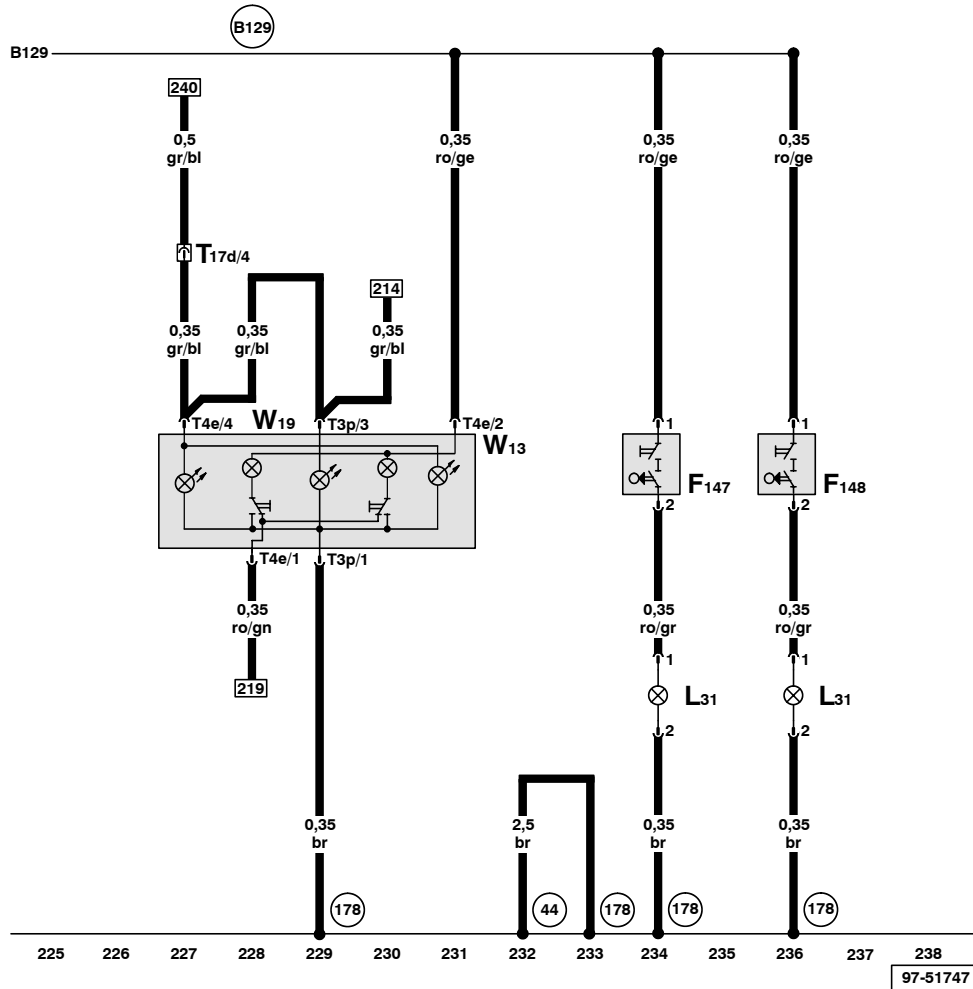 B129
B129
240
0,5
gr/bl
0,35
ro/ge
0,35
ro/ge
0,35
ro/ge
T17d/4
214
0,35
gr/bl
0,35
gr/bl
0,35
gr/bl
T4e/4
W19
T3p/3
T4e/2
W13
1
1
F147
F148
2
2
T4e/1
T3p/1
0,35
ro/gn
0,35
ro/gr
0,35
ro/gr
219
1
1
L31
L31
2
2
0,35
br
2,5
br
0,35
br
0,35
br
178
44
178
178
178
225 226 227 228 229 230 231 232 233 234 235 236 237 238
97-51747